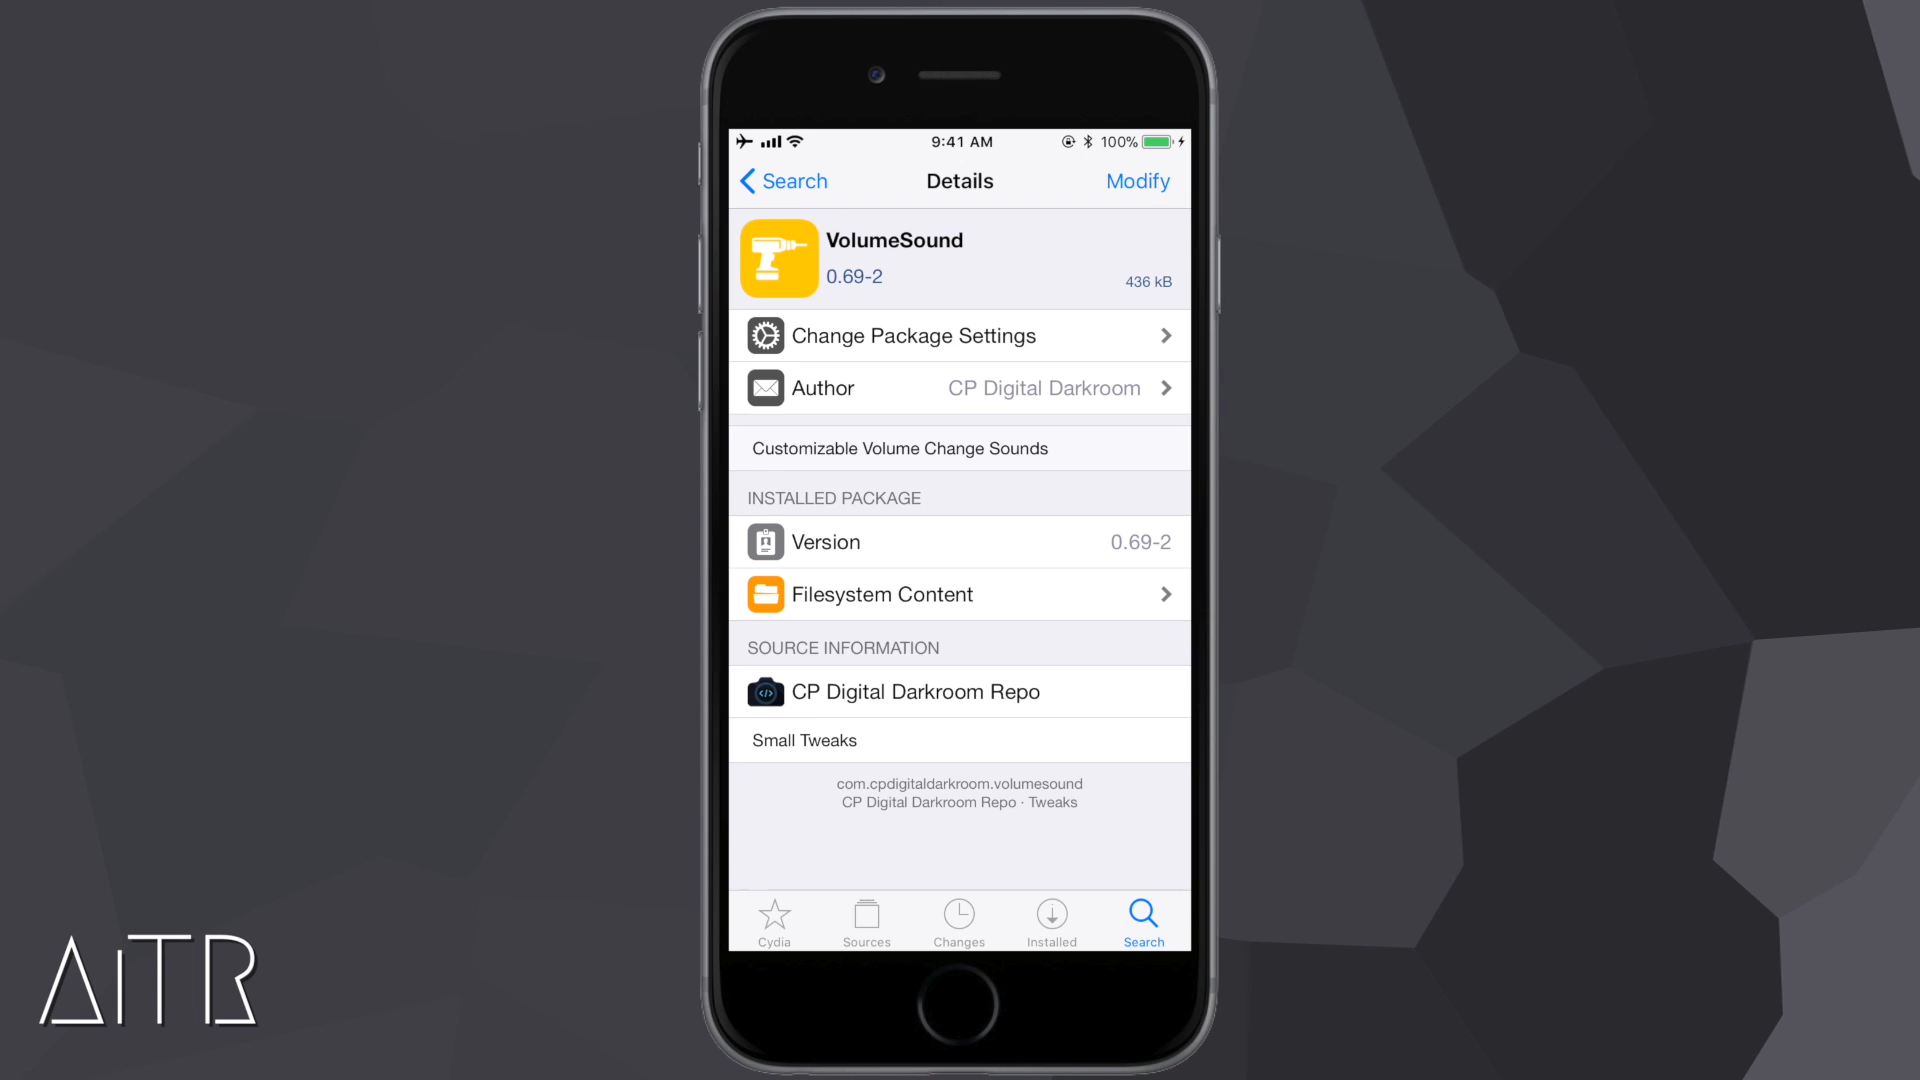 9:41 AM
100%
Search
Details
Modify
VolumeSound
0.69-2
436 kB
Change Package Settings
Author
CP Digital Darkroom
Customizable Volume Change Sounds
INSTALLED PACKAGE
Version
0.69-2
Filesystem Content
SOURCE INFORMATION
</>
CP Digital Darkroom Repo
Small Tweaks
com.cpdigitaldarkroom.volumesound
CP Digital Darkroom Repo · Tweaks
Cydia
Sources
Changes
Installed
Search
AiTR